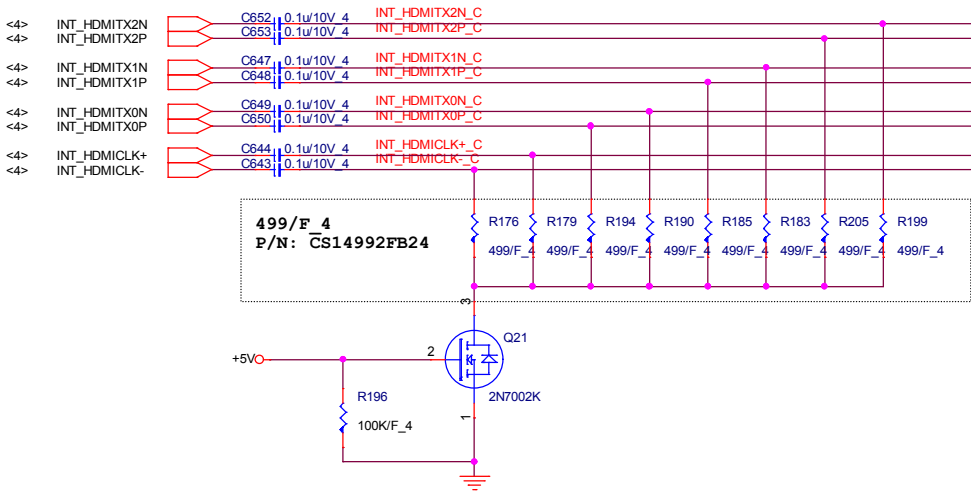 <4> INT_HDMITX2N C652 0.1u/10V_4 INT_HDMITX2N_C
<4> INT_HDMITX2P C653 0.1u/10V_4 INT_HDMITX2P_C
<4> INT_HDMITX1N C647 0.1u/10V_4 INT_HDMITX1N_C
<4> INT_HDMITX1P C648 0.1u/10V_4 INT_HDMITX1P_C
<4> INT_HDMITX0N C649 0.1u/10V_4 INT_HDMITX0N_C
<4> INT_HDMITX0P C650 0.1u/10V_4 INT_HDMITX0P_C
<4> INT_HDMICLK+ C644 0.1u/10V_4 INT_HDMICLK+_C
<4> INT_HDMICLK- C643 0.1u/10V_4 INT_HDMICLK-_C
499/F_4
P/N: CS14992FB24
R176 R179 R194 R190 R185 R183 R205 R199
499/F_4 499/F_4 499/F_4 499/F_4 499/F_4 499/F_4 499/F_4 499/F_4
3
Q21
+5V 2
2N7002K
R196
1
100K/F_4